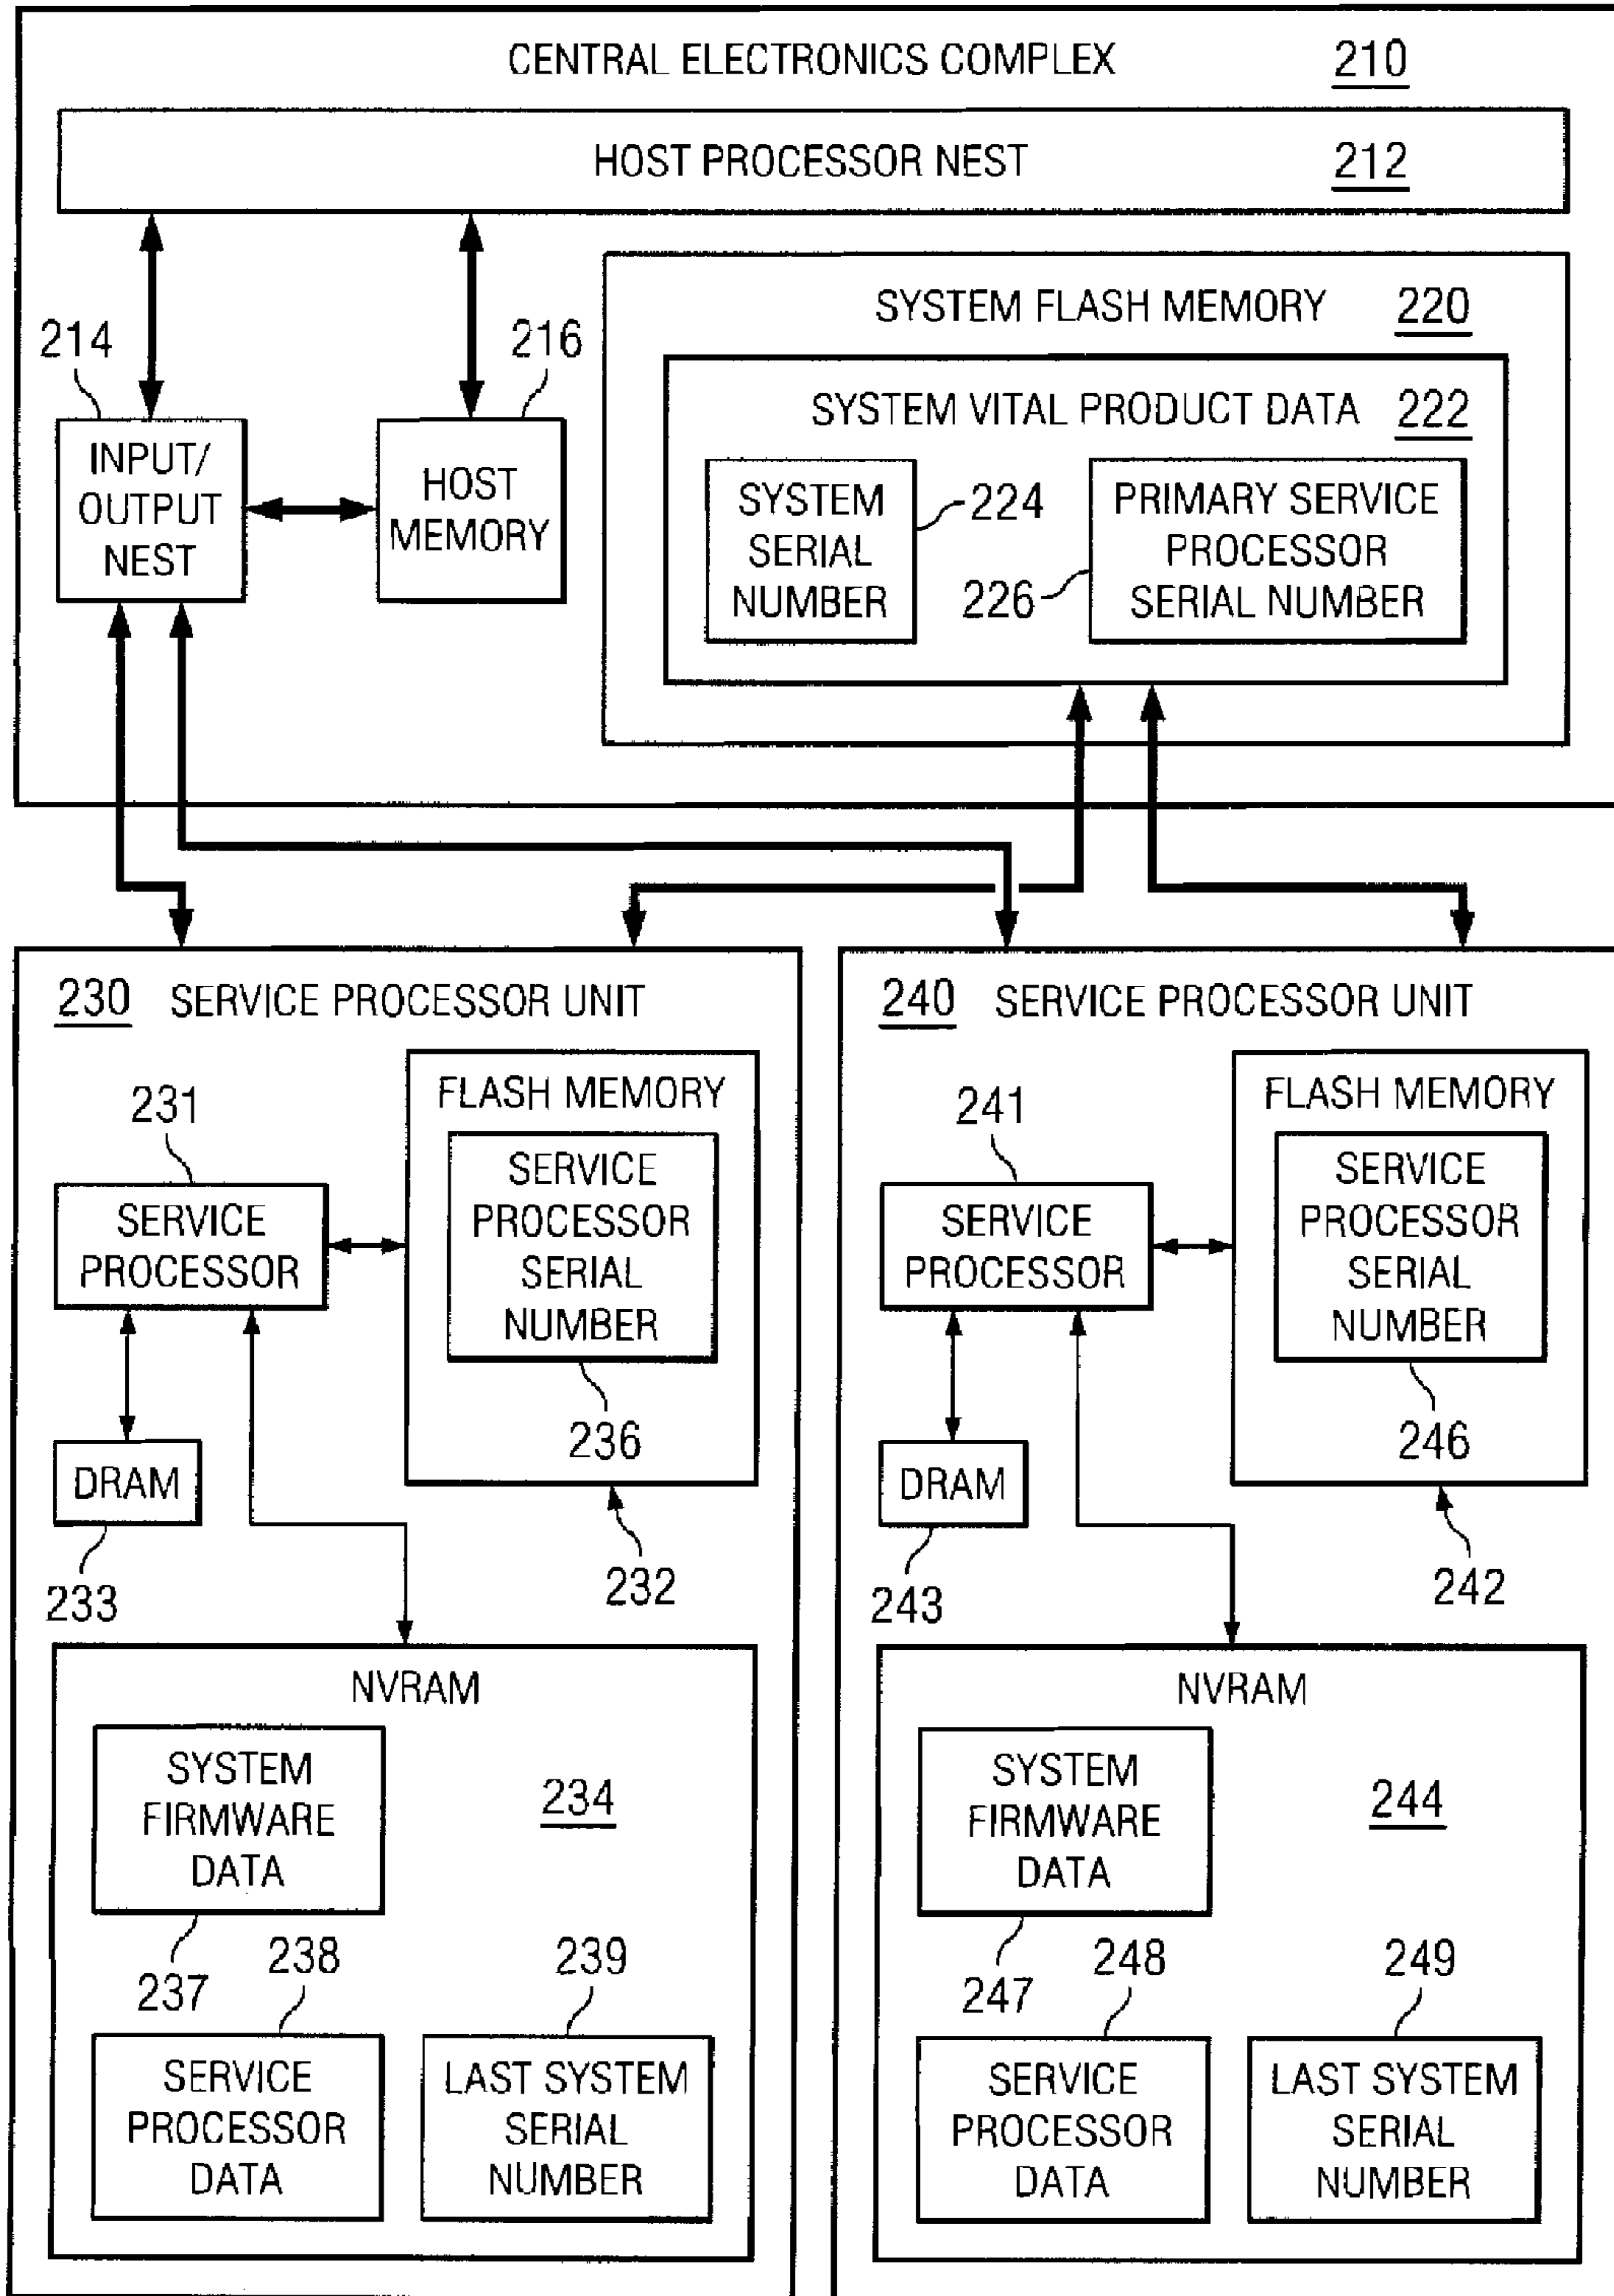 CENTRAL ELECTRONICS COMPLEX 210
HOST PROCESSOR NEST 212
SYSTEM FLASH MEMORY 220
214
216
SYSTEM VITAL PRODUCT DATA 222
INPUT/
OUTPUT
NEST
HOST
MEMORY
SYSTEM
SERIAL
NUMBER
224
PRIMARY SERVICE
PROCESSOR
SERIAL NUMBER
226
230 SERVICE PROCESSOR UNIT
231
FLASH MEMORY
SERVICE
PROCESSOR
SERVICE
PROCESSOR
SERIAL
NUMBER
236
DRAM
233
232
NVRAM
SYSTEM
FIRMWARE
DATA
234
237
238
239
SERVICE
PROCESSOR
DATA
LAST SYSTEM
SERIAL
NUMBER
240 SERVICE PROCESSOR UNIT
241
FLASH MEMORY
SERVICE
PROCESSOR
SERVICE
PROCESSOR
SERIAL
NUMBER
246
DRAM
243
242
NVRAM
SYSTEM
FIRMWARE
DATA
244
247
248
249
SERVICE
PROCESSOR
DATA
LAST SYSTEM
SERIAL
NUMBER